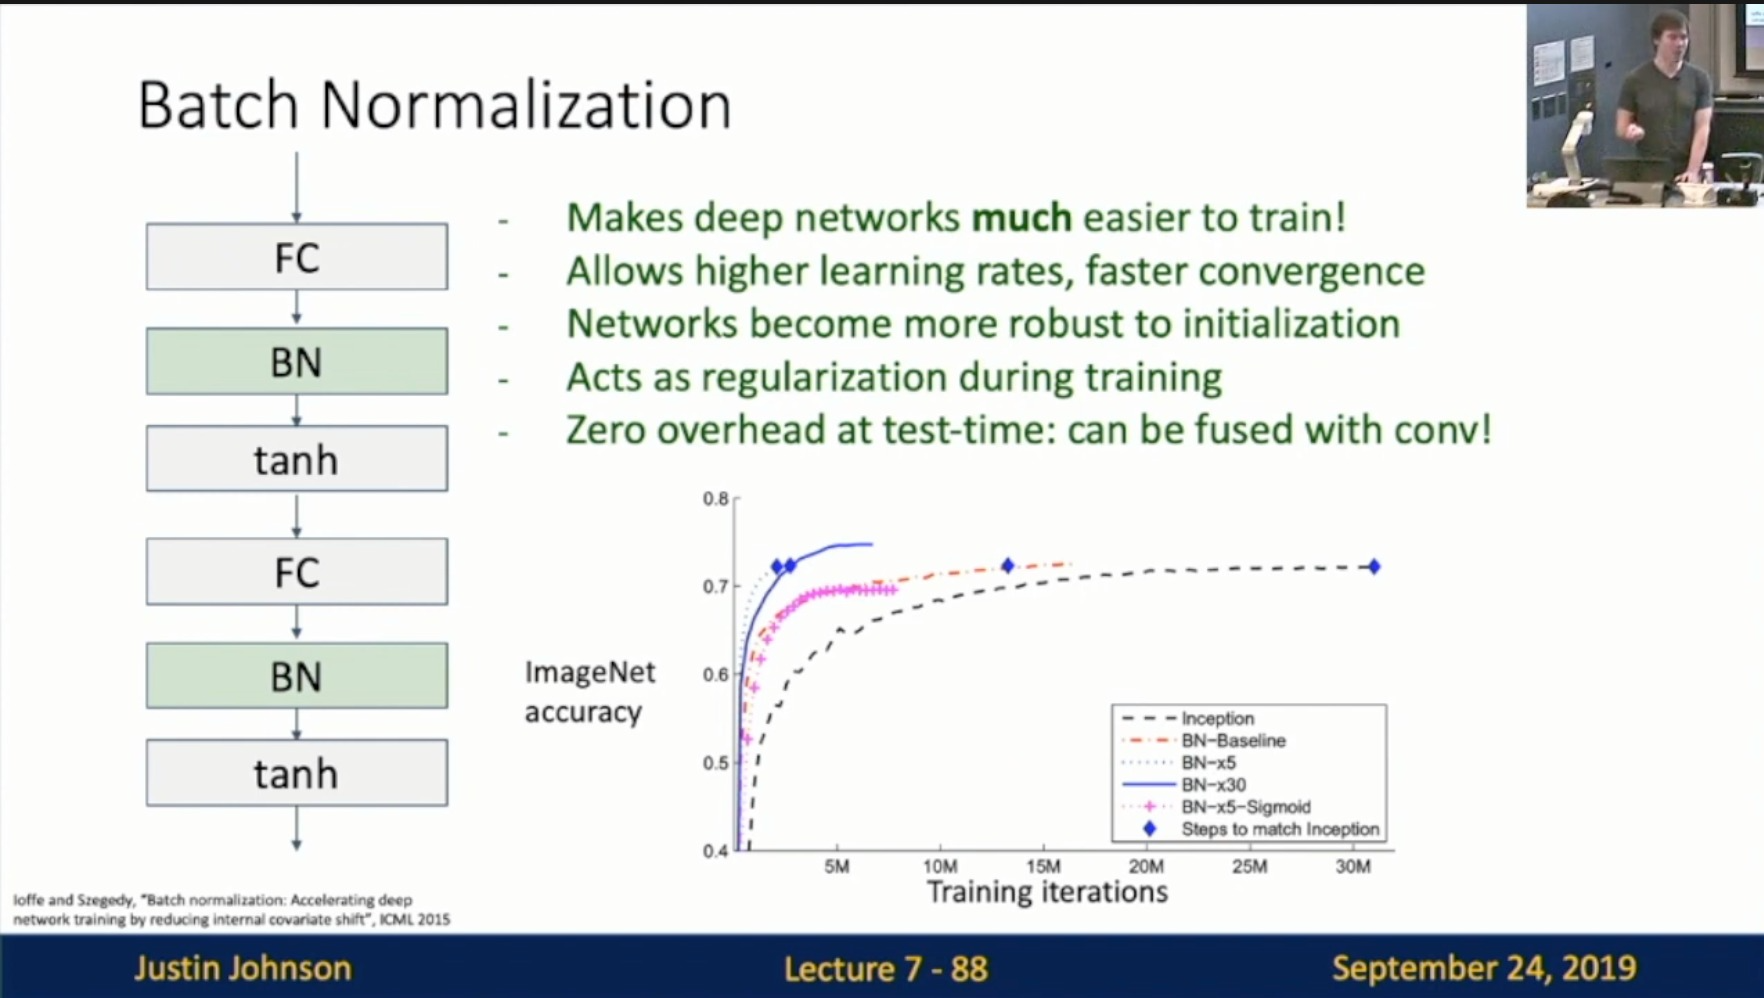 Batch Normalization
FC
BN
tanh
FC
BN
tanh
- Makes deep networks much easier to train!
- Allows higher learning rates, faster convergence
- Networks become more robust to initialization
- Acts as regularization during training
- Zero overhead at test-time: can be fused with conv!
ImageNet
accuracy
0.8
0.7
0.6
0.5
0.4
5M 10M 15M 20M 25M 30M
Training iterations
Inception
BN-Baseline
BN-x5
BN-x30
BN-x5-Sigmoid
Steps to match Inception
Ioffe and Szegedy, "Batch normalization: Accelerating deep
network training by reducing internal covariate shift", ICML 2015
Justin Johnson
Lecture 7 - 88
September 24, 2019